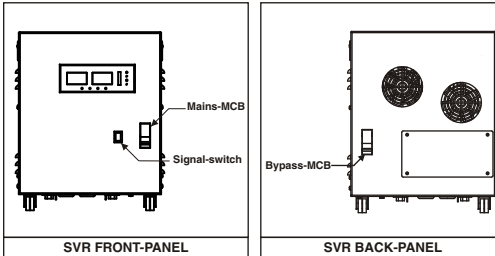 Mains-MCB
Signal-switch
SVR FRONT-PANEL
Bypass-MCB
SVR BACK-PANEL